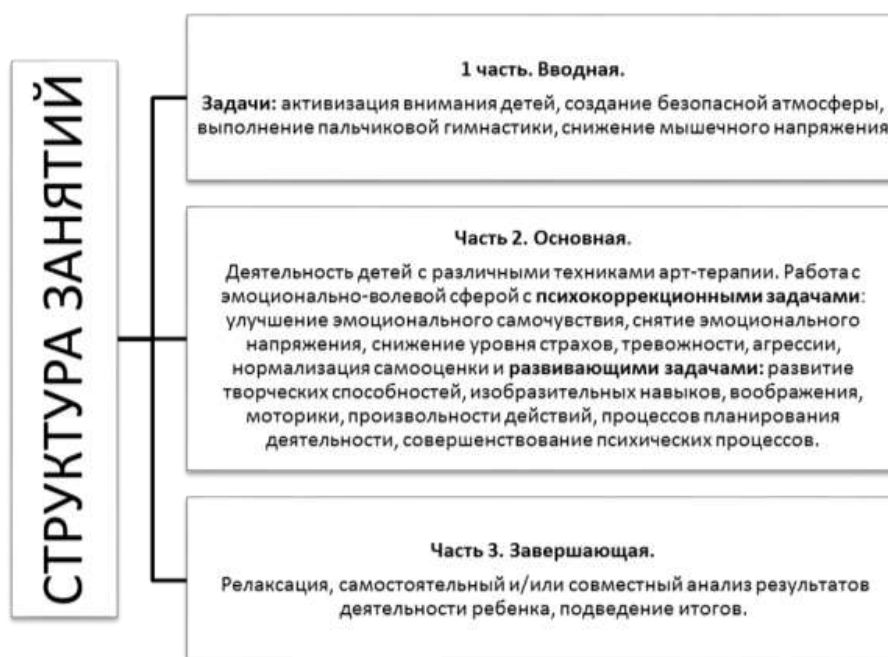 СТРУКТУРА ЗАНЯТИЙ
1 часть. Вводная.
Задачи: активизация внимания детей, создание безопасной атмосферы,
выполнение пальчиковой гимнастики, снижение мышечного напряжения
Часть 2. Основная.
Деятельность детей с различными техниками арт-терапии. Работа с
эмоционально-волевой сферой с психокоррекционными задачами:
улучшение эмоционального самочувствия, снятие эмоционального
напряжения, снижение уровня страхов, тревожности, агрессии,
нормализация самооценки и развивающими задачами: развитие
творческих способностей, изобразительных навыков, воображения,
моторики, произвольности действий, процессов планирования
деятельности, совершенствование психических процессов.
Часть 3. Завершающая.
Релаксация, самостоятельный и/или совместный анализ результатов
деятельности ребенка, подведение итогов.